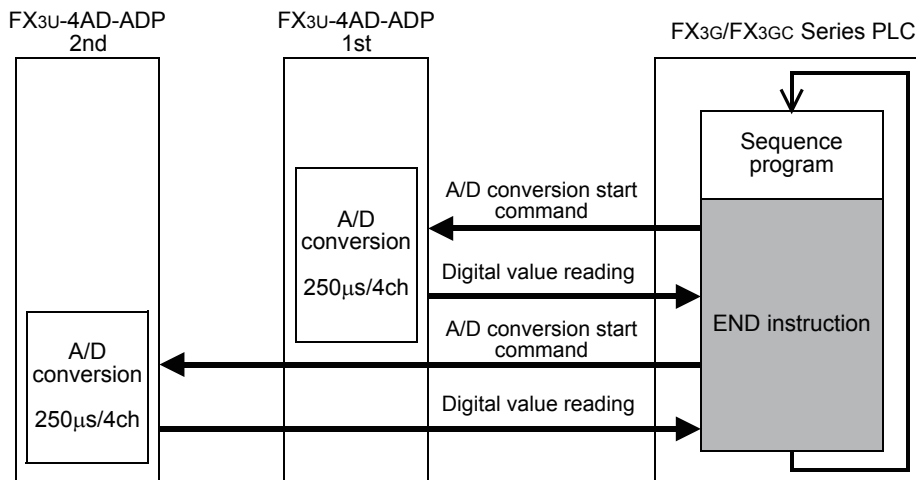 FX3U-4AD-ADP
2nd
FX3U-4AD-ADP
1st
FX3G/FX3GC Series PLC
Sequence
program
A/D conversion start
command
A/D
conversion
250μs/4ch
Digital value reading
END instruction
A/D conversion start
command
A/D
conversion
250μs/4ch
Digital value reading